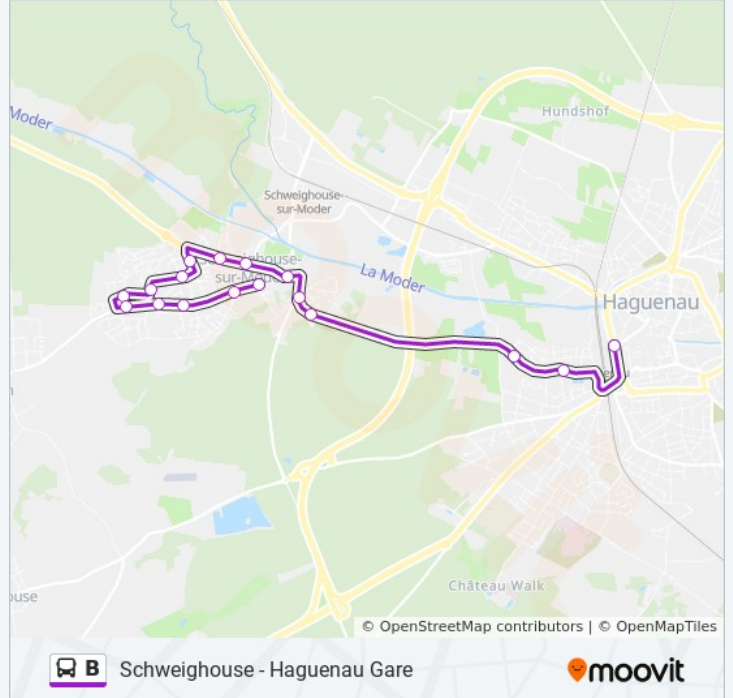 Hundshof
Moder
Schweighouse-
sur-Moder
La Moder
Haguenau
Château Walk
© OpenStreetMap contributors | © OpenMapTiles
B Schweighouse - Haguenau Gare
moovit